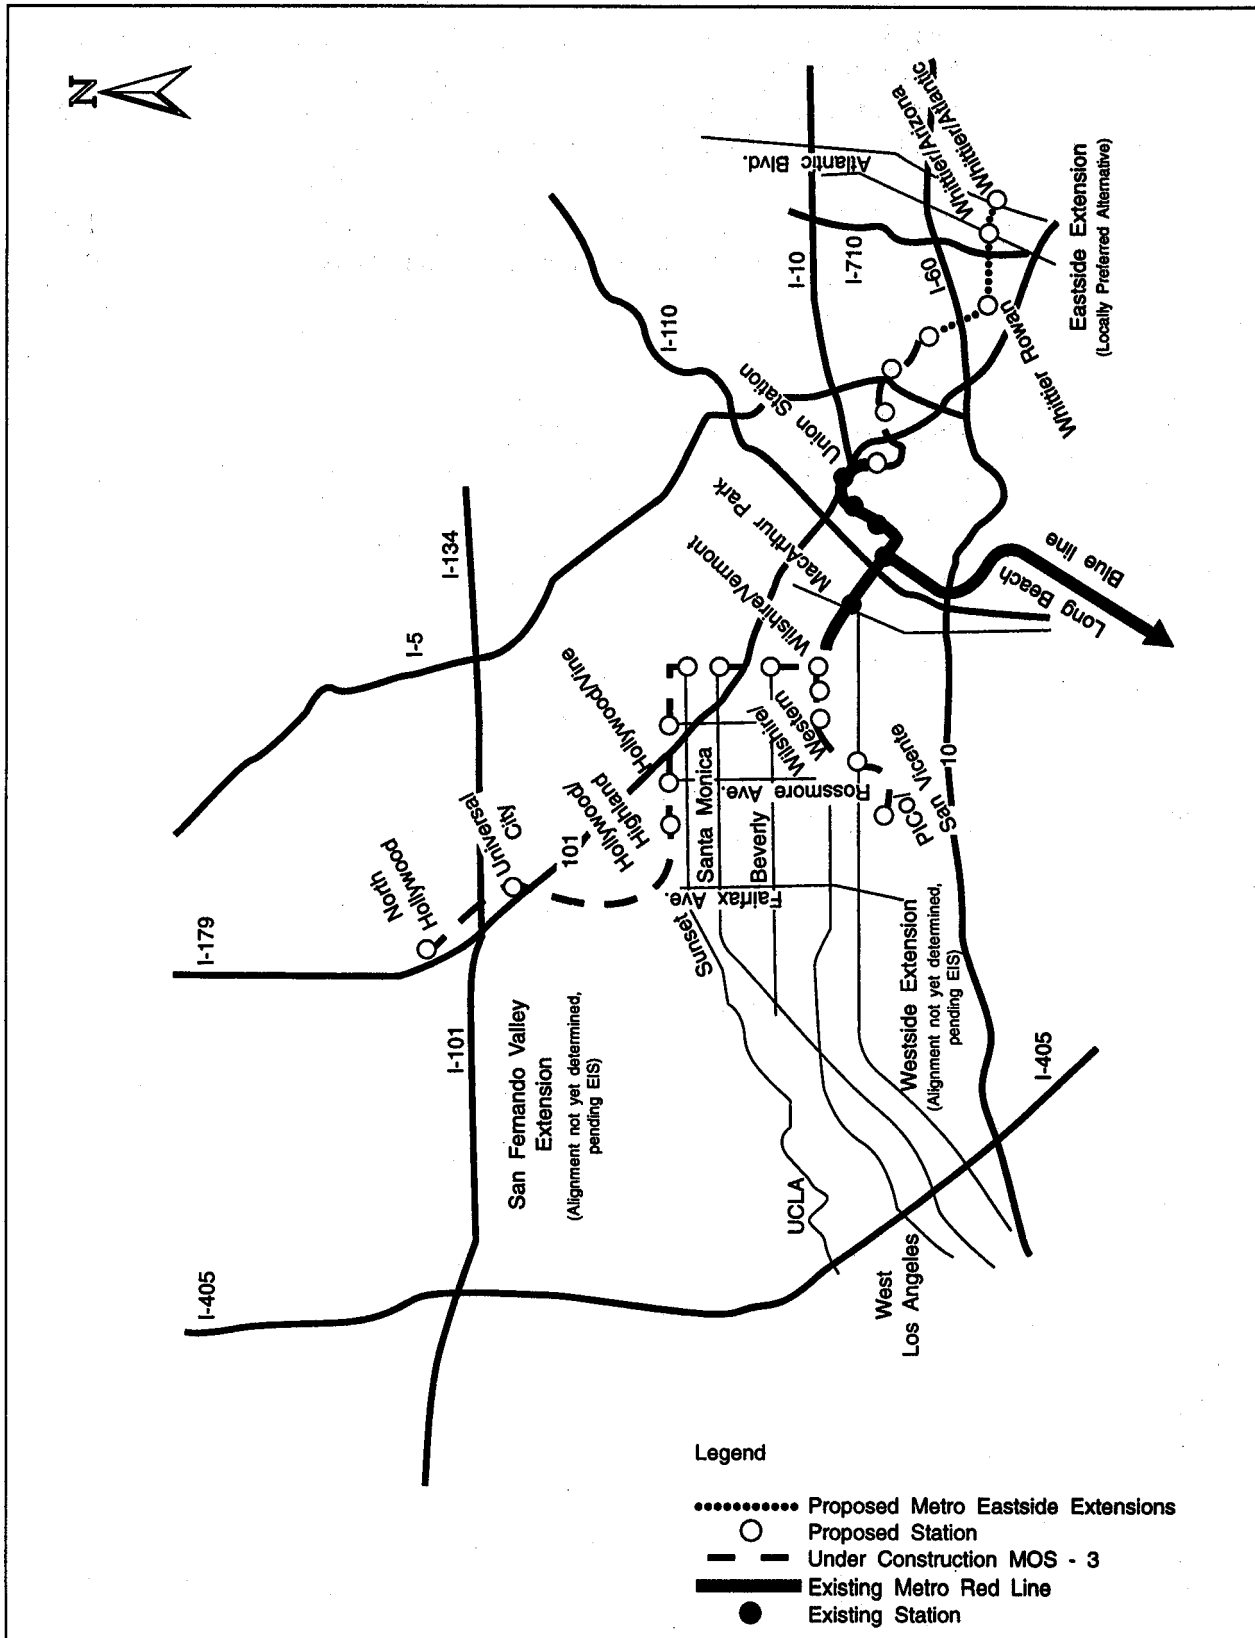 N
Whittier/Atlantic
Whittier/Arizona
Atlantic Blvd.
I-10
I-710
I-60
Eastside Extension
(Locally Preferred Alternative)
Whittier Rowan
I-110
Union Station
MacArthur Park
Wilshire/Vermont
Blue line
Long Beach
I-134
I-5
Hollywood/Vine
Wilshire/
Western
Hollywood/
Highland
Universal
City
101
North
Hollywood
Santa Monica
Beverly
Rossmore Ave.
Fairfax Ave.
Sunset
PICO/
San Vicente
10
I-179
I-101
San Fernando Valley
Extension
(Alignment not yet determined,
pending EIS)
Westside Extension
(Alignment not yet determined,
pending EIS)
I-405
UCLA
I-405
West
Los Angeles
Legend
Proposed Metro Eastside Extensions
Proposed Station
Under Construction MOS - 3
Existing Metro Red Line
Existing Station